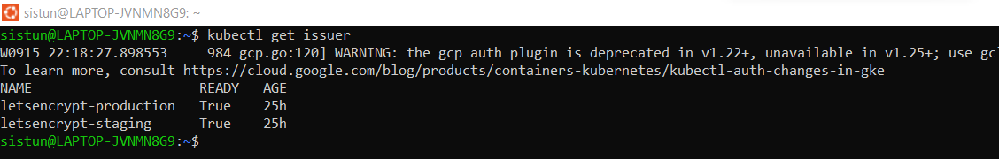 sistun@LAPTOP-JVNMN8G9: ~
sistun@LAPTOP-JVNMN8G9:~$ kubectl get issuer
W0915 22:18:27.898553     984 gcp.go:120] WARNING: the gcp auth plugin is deprecated in v1.22+, unavailable in v1.25+; use gcl
To learn more, consult https://cloud.google.com/blog/products/containers-kubernetes/kubectl-auth-changes-in-gke
NAME                     READY   AGE
letsencrypt-production   True    25h
letsencrypt-staging      True    25h
sistun@LAPTOP-JVNMN8G9:~$